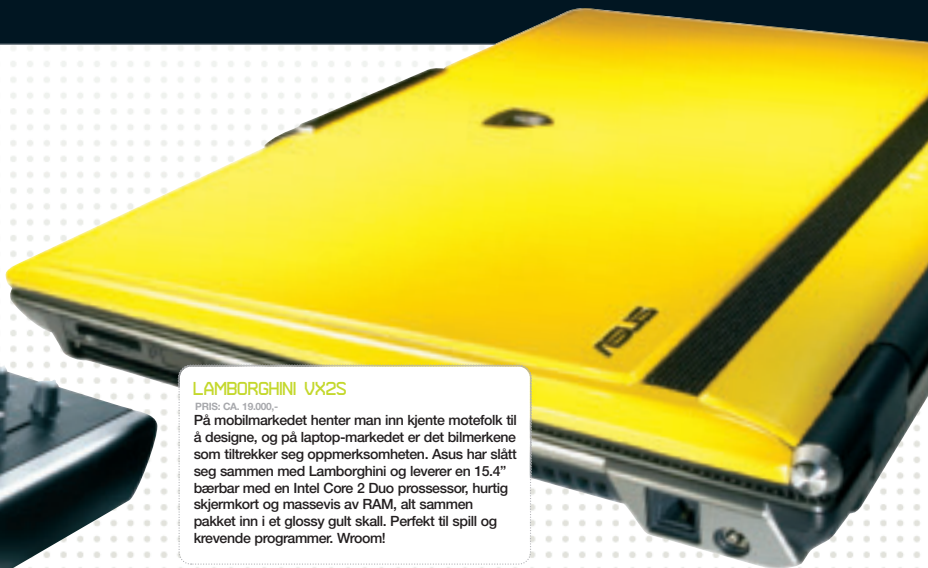 ASUS
LAMBORGHINI VX2S
PRIS: CA. 19.000,-
På mobilmarkedet henter man inn kjente motefolk til
å designe, og på laptop-markedet er det bilmerkene
som tiltrekker seg oppmerksomheten. Asus har slått
seg sammen med Lamborghini og leverer en 15.4”
bærbar med en Intel Core 2 Duo prossessor, hurtig
skjermkort og massevis av RAM, alt sammen
pakket inn i et glossy gult skall. Perfekt til spill og
krevende programmer. Wroom!